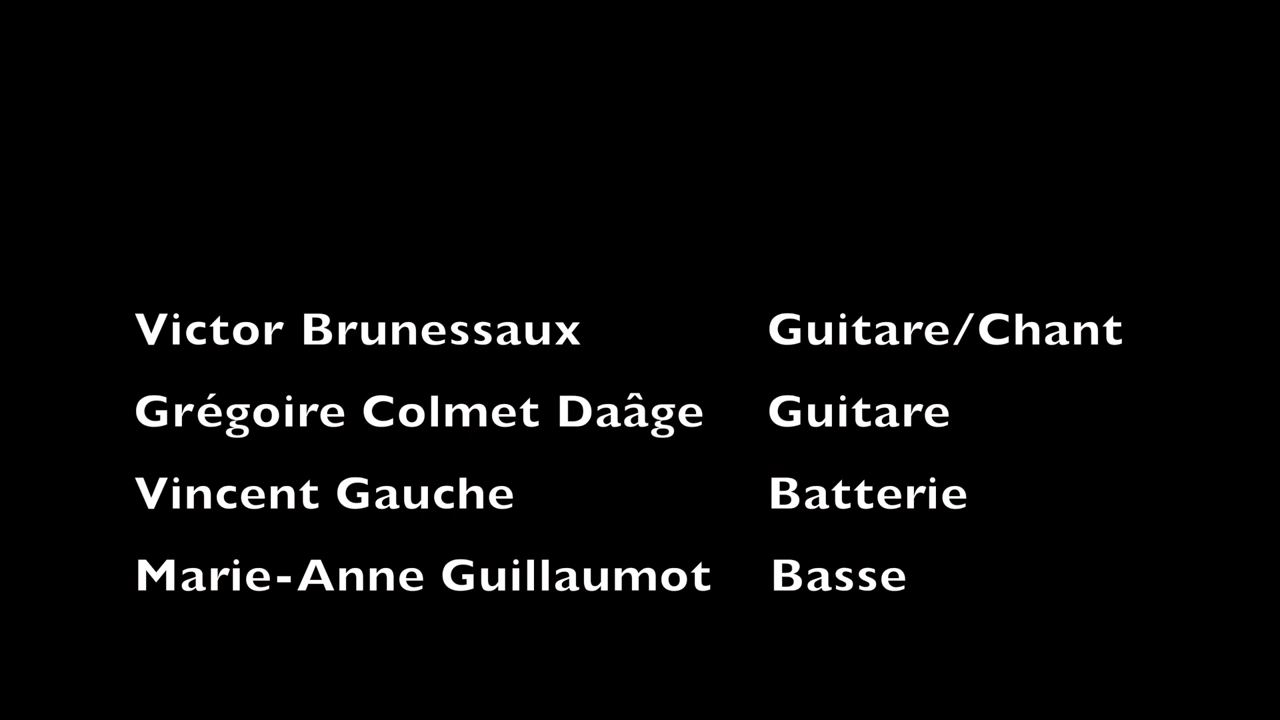 Victor Brunessaux Guitare/Chant
Grégoire Colmet Daâge Guitare
Vincent Gauche Batterie
Marie-Anne Guillaumot Basse